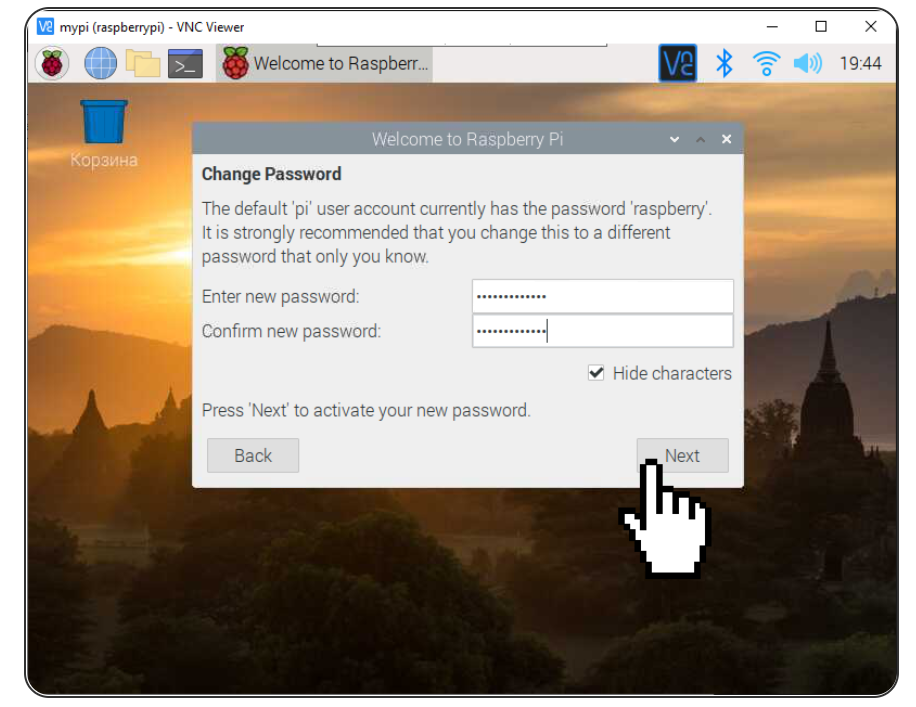 mypi (raspberrypi) - VNC Viewer
Welcome to Raspberr... 19:44
Корзина
Welcome to Raspberry Pi
Change Password
The default 'pi' user account currently has the password 'raspberry'.
It is strongly recommended that you change this to a different
password that only you know.
Enter new password: •••••••••••••
Confirm new password: •••••••••••••
Hide characters
Press 'Next' to activate your new password.
Back Next